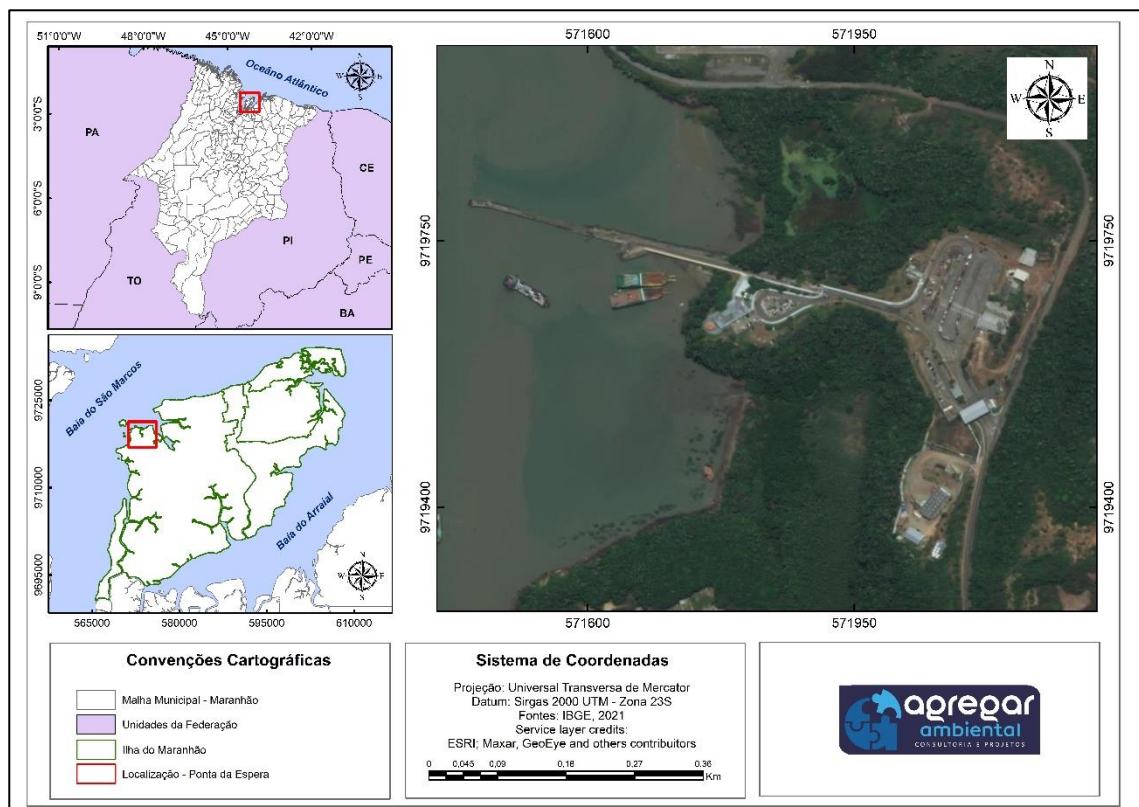 51°0'0"W 48°0'0"W 45°0'0"W 42°0'0"W
Oceâno Atlântico
N
W E
S
3°0'0"S
6°0'0"S
9°0'0"S
PA
CE
PI
TO
PE
BA
Baía do São Marcos
Baía do Arraial
N
W E
S
9725000
9710000
9695000
565000 580000 595000 610000
571600 571950
N
W E
S
9719750
9719400
9719750
9719400
571600 571950
Convenções Cartográficas
Malha Municipal - Maranhão
Unidades da Federação
Ilha do Maranhão
Localização - Ponta da Espera
Sistema de Coordenadas
Projeção: Universal Transversa de Mercator
Datum: Sirgas 2000 UTM - Zona 23S
Fontes: IBGE, 2021
Service layer credits:
ESRI; Maxar, GeoEye and others contribuitors
0 0,045 0,09 0,18 0,27 0,36
Km
agregar
ambiental
CONSULTORIA E PROJETOS